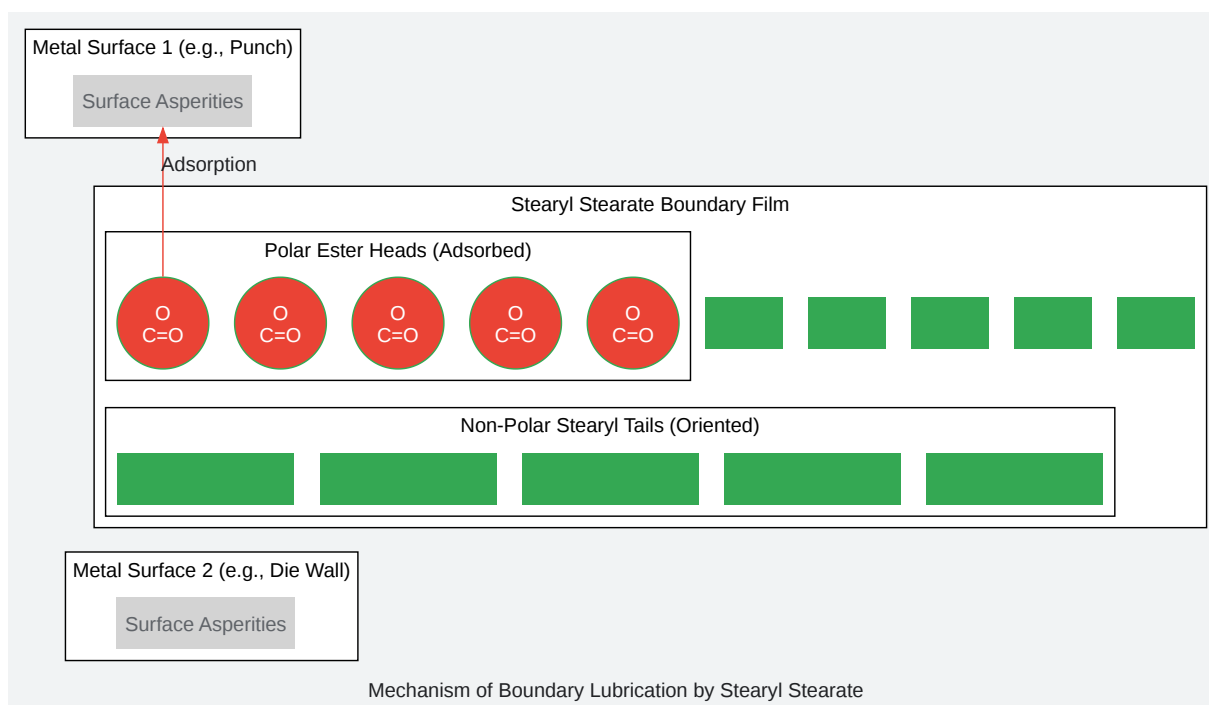 Metal Surface 1 (e.g., Punch)
Surface Asperities
Adsorption
Stearyl Stearate Boundary Film
Polar Ester Heads (Adsorbed)
O
C=O
O
C=O
O
C=O
O
C=O
O
C=O
Non-Polar Stearyl Tails (Oriented)
Metal Surface 2 (e.g., Die Wall)
Surface Asperities
Mechanism of Boundary Lubrication by Stearyl Stearate